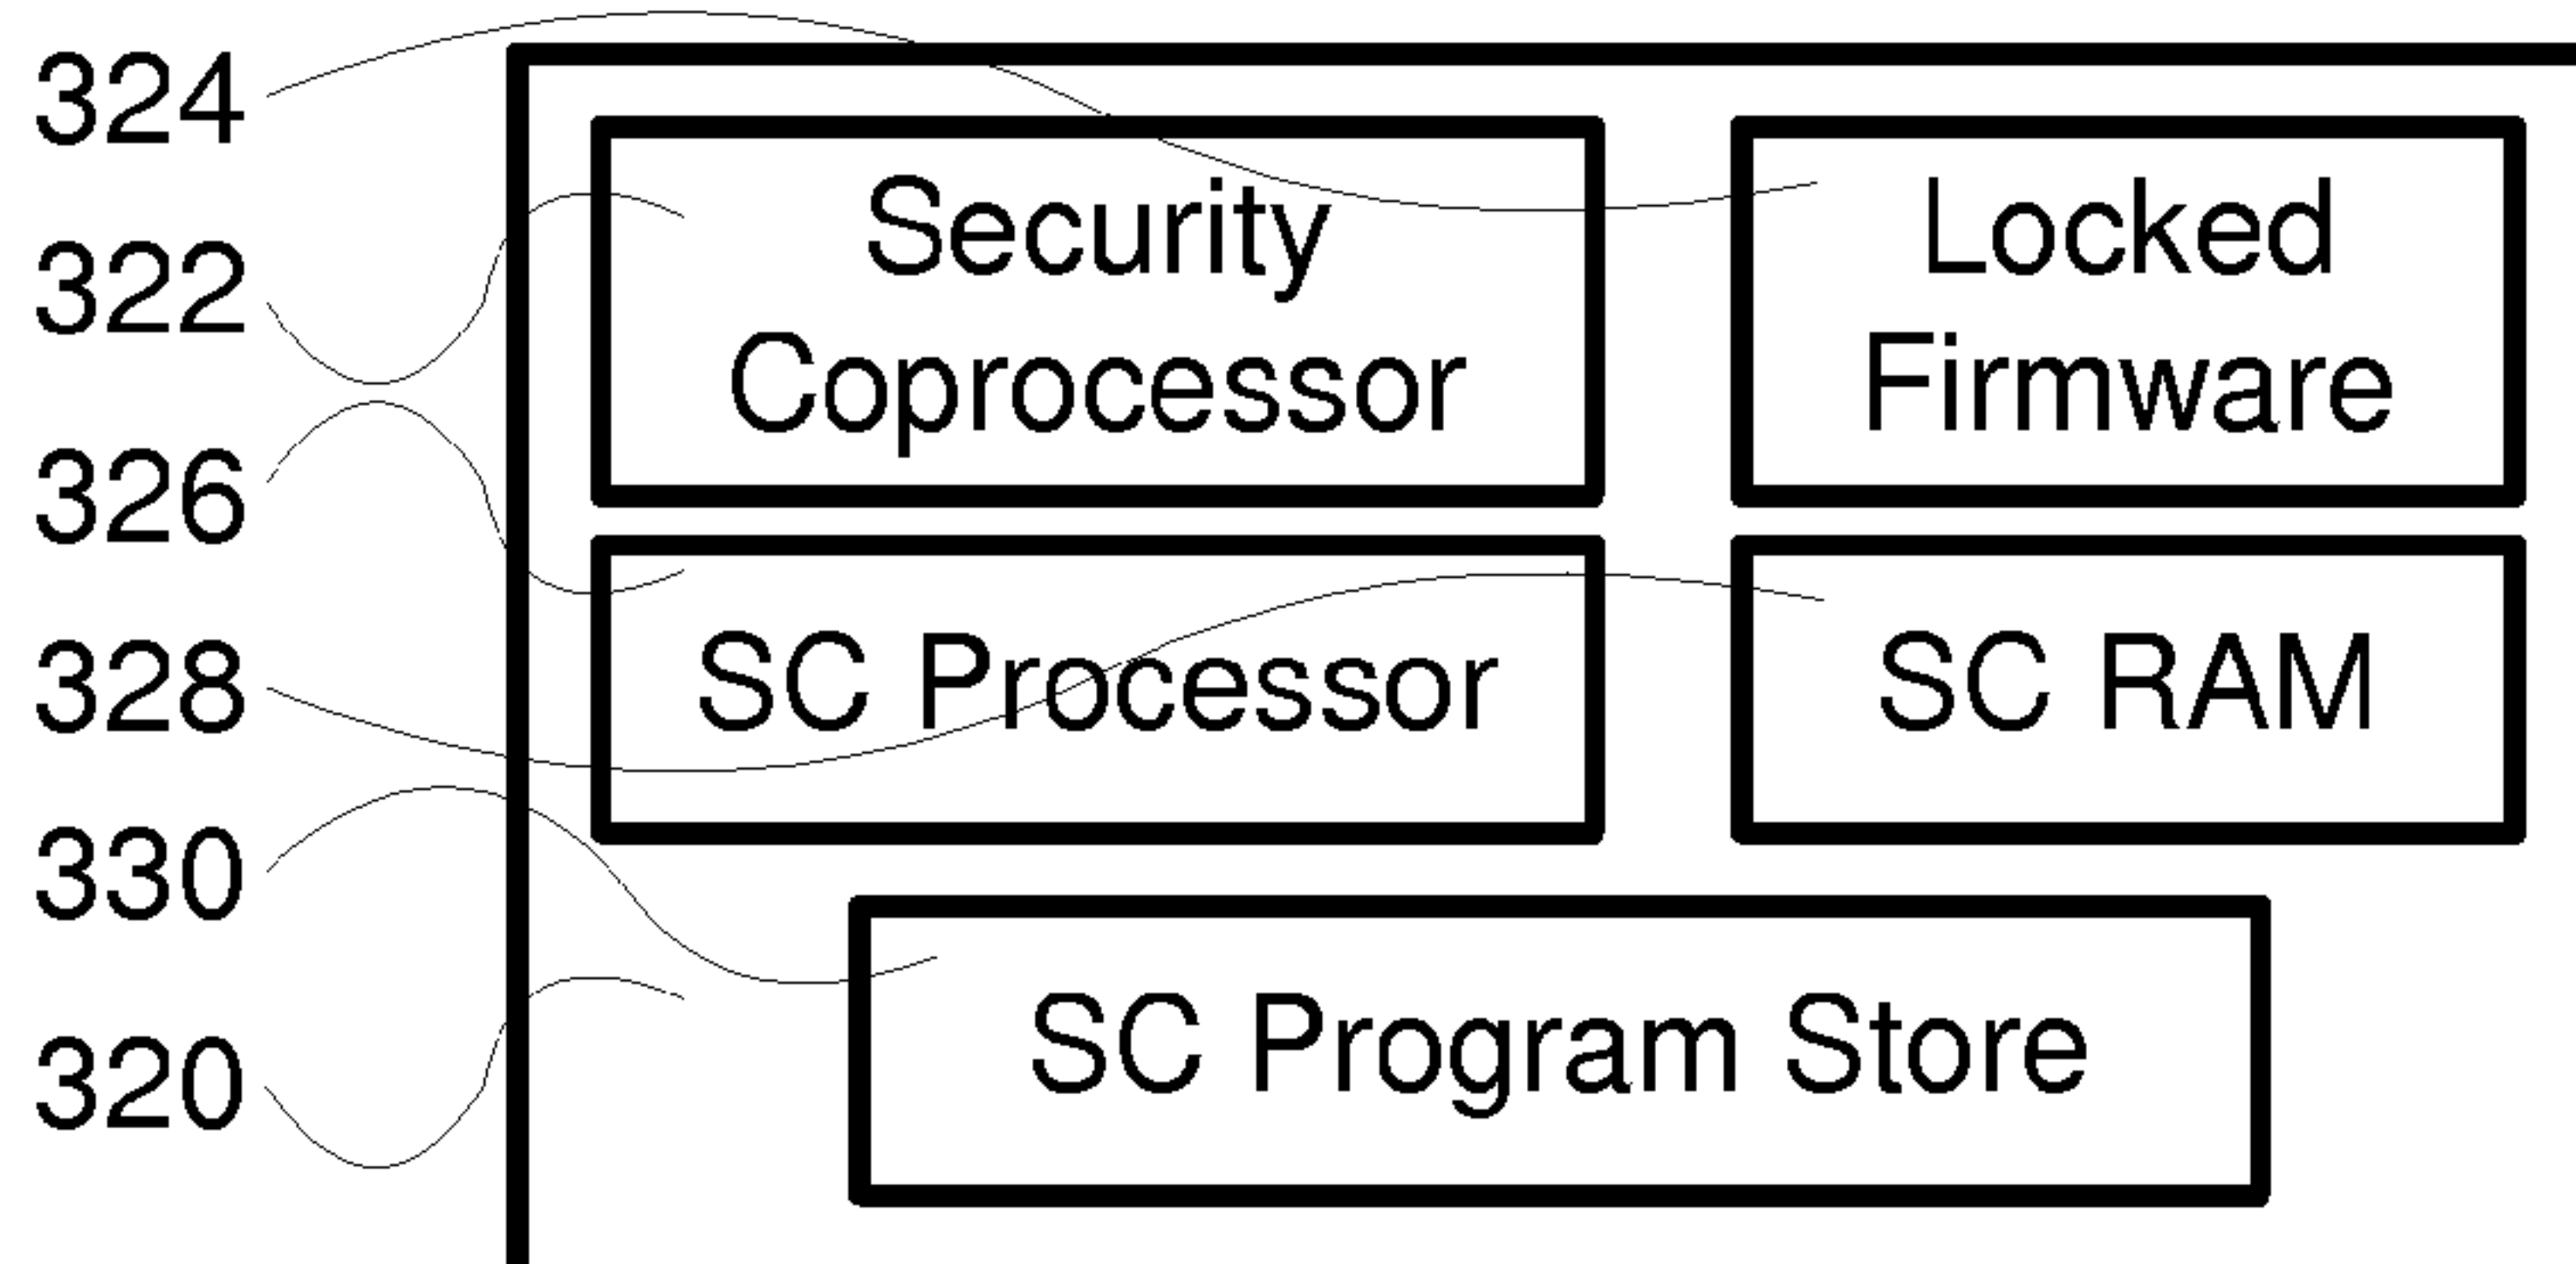 324
322
326
328
330
320
Security
Coprocessor
Locked
Firmware
SC Processor
SC RAM
SC Program Store